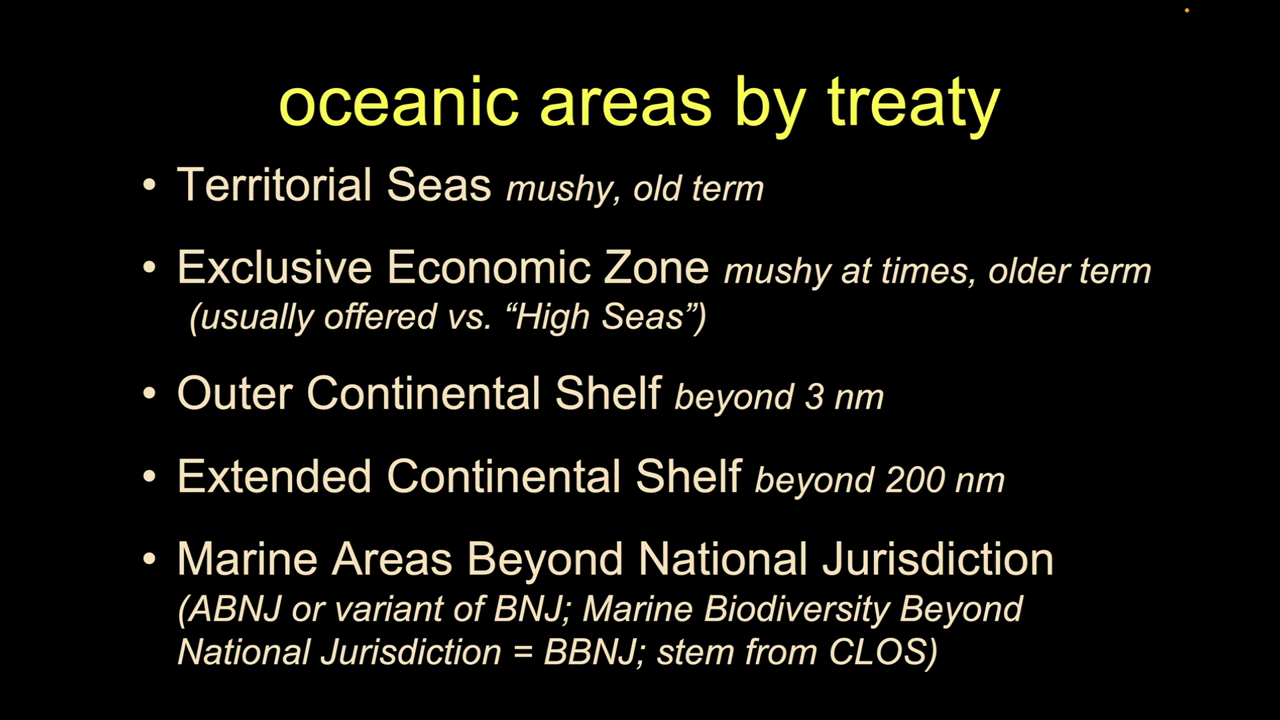 oceanic areas by treaty
• Territorial Seas mushy, old term
• Exclusive Economic Zone mushy at times, older term
(usually offered vs. “High Seas”)
• Outer Continental Shelf beyond 3 nm
• Extended Continental Shelf beyond 200 nm
• Marine Areas Beyond National Jurisdiction
(ABNJ or variant of BNJ; Marine Biodiversity Beyond
National Jurisdiction = BBNJ; stem from CLOS)